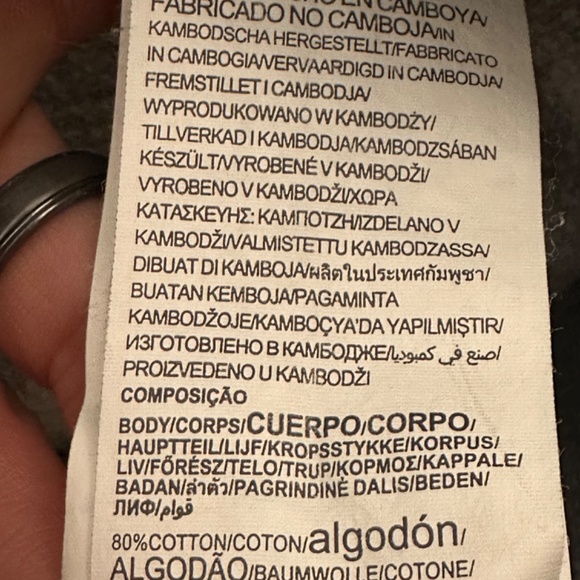 EN CAMBOYA/
FABRICADO NO CAMBOJA/IN
KAMBODSCHA HERGESTELLT/FABBRICATO
IN CAMBOGIA/VERVAARDIGD IN CAMBODJA/
FREMSTILLET I CAMBODJA/
WYPRODUKOWANO W KAMBODŻY/
TILLVERKAD I KAMBODJA/KAMBODZSÁBAN
KÉSZÜLT/VYROBENÉ V KAMBODŽI/
VYROBENO V KAMBODŽI/ΧΩΡΑ
ΚΑΤΑΣΚΕΥΗΣ: ΚΑΜΠΟΤΖΗ/IZDELANO V
KAMBODŽI/VALMISTETTU KAMBODZASSA/
DIBUAT DI KAMBOJA/ผลิตในประเทศกัมพูชา/
BUATAN KEMBOJA/PAGAMINTA
KAMBODŽOJE/KAMBOÇYA'DA YAPILMIŞTIR/
ИЗГОТОВЛЕНО В КАМБОДЖЕ/صنع في كمبوديا/
PROIZVEDENO U KAMBODŽI
COMPOSIÇÃO
BODY/CORPS/CUERPO/CORPO/
HAUPTTEIL/LIJF/KROPSSTYKKE/KORPUS/
LIV/FŐRÉSZ/TELO/TRUP/ΚΟΡΜΟΣ/KAPPALE/
BADAN/ลำตัว/PAGRINDINĖ DALIS/BEDEN/
ЛИФ/قوام/
80%COTTON/COTON/algodón/
ALGODÃO/BAUMWOLLE/COTONE/